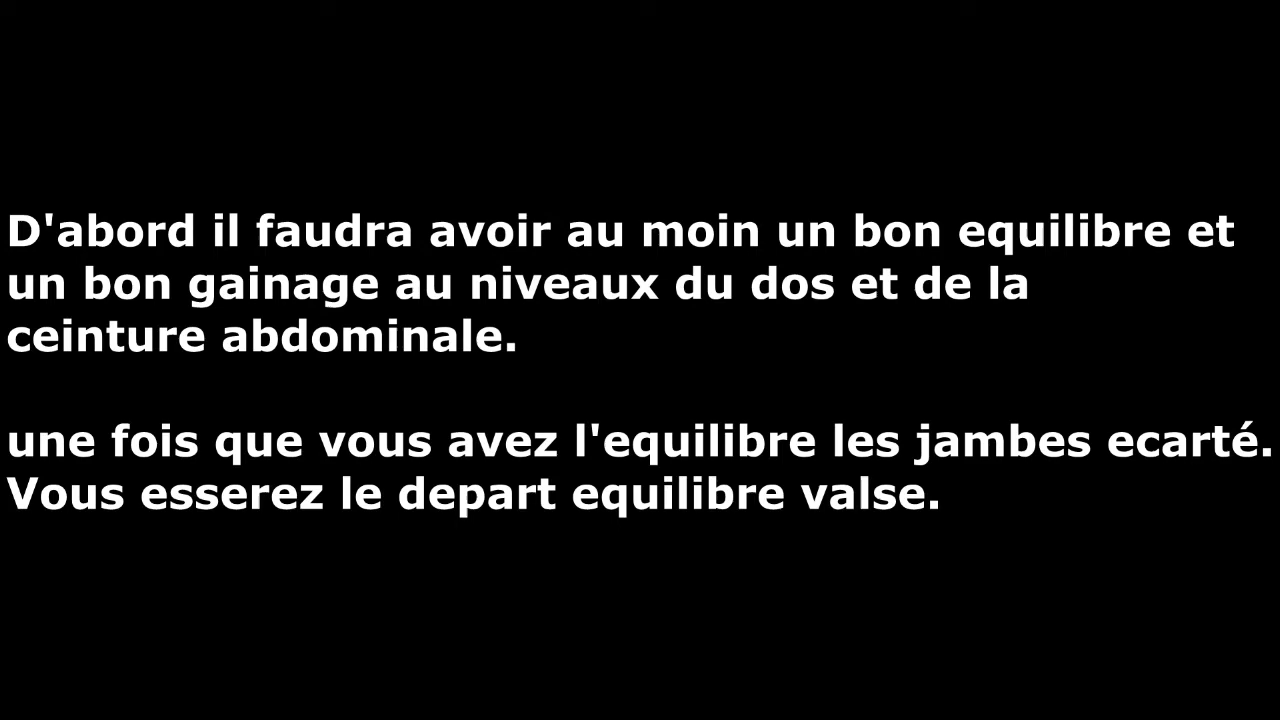 D'abord il faudra avoir au moin un bon equilibre et
un bon gainage au niveaux du dos et de la
ceinture abdominale.
une fois que vous avez l'equilibre les jambes ecarté.
Vous esserez le depart equilibre valse.